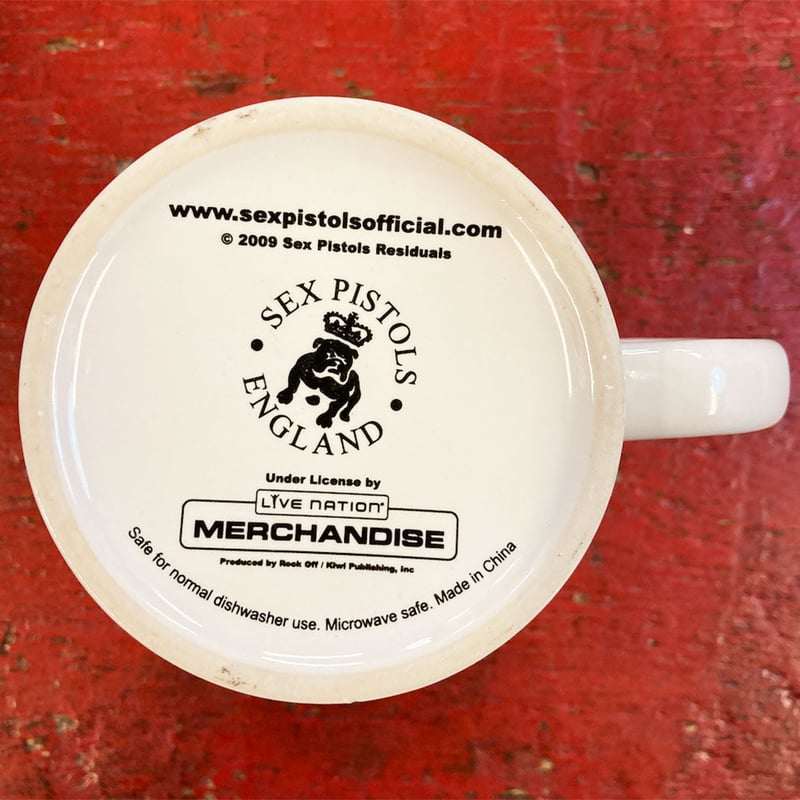 www.sexpistolsofficial.com
© 2009 Sex Pistols Residuals
SEX PISTOLS
ENGLAND
Under License by
LIVE NATION®
MERCHANDISE
Produced by Rock Off / Kiwi Publishing, Inc
Safe for normal dishwasher use. Microwave safe. Made in China